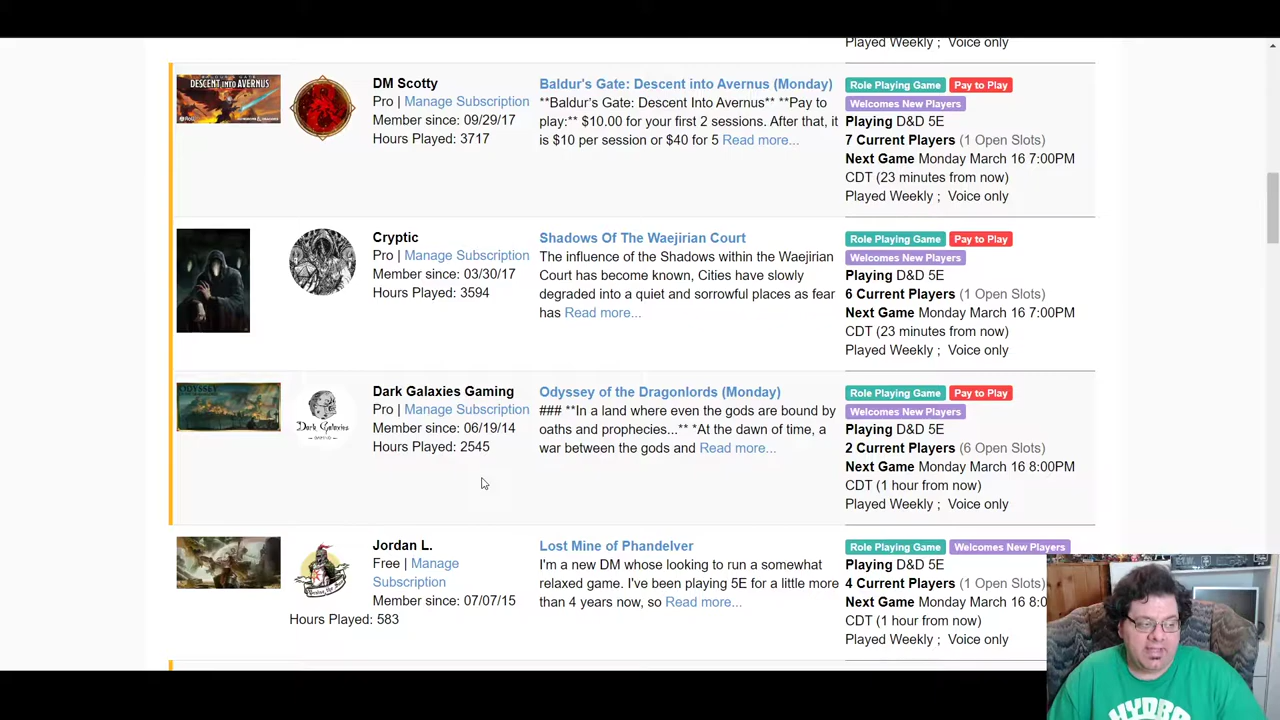 Played Weekly ; Voice only
DESCENT INTO AVERNUS
DM Scotty
Pro | Manage Subscription
Member since: 09/29/17
Hours Played: 3717
Baldur's Gate: Descent into Avernus (Monday)
**Baldur's Gate: Descent Into Avernus** **Pay to
play:** $10.00 for your first 2 sessions. After that, it
is $10 per session or $40 for 5 Read more...
Role Playing Game Pay to Play
Welcomes New Players
Playing D&D 5E
7 Current Players (1 Open Slots)
Next Game Monday March 16 7:00PM
CDT (23 minutes from now)
Played Weekly ; Voice only
Cryptic
Pro | Manage Subscription
Member since: 03/30/17
Hours Played: 3594
Shadows Of The Waejirian Court
The influence of the Shadows within the Waejirian
Court has become known, Cities have slowly
degraded into a quiet and sorrowful places as fear
has Read more...
Role Playing Game Pay to Play
Welcomes New Players
Playing D&D 5E
6 Current Players (1 Open Slots)
Next Game Monday March 16 7:00PM
CDT (23 minutes from now)
Played Weekly ; Voice only
ODYSSEY
Dark Galaxies
Dark Galaxies Gaming
Pro | Manage Subscription
Member since: 06/19/14
Hours Played: 2545
Odyssey of the Dragonlords (Monday)
### **In a land where even the gods are bound by
oaths and prophecies...** *At the dawn of time, a
war between the gods and Read more...
Role Playing Game Pay to Play
Welcomes New Players
Playing D&D 5E
2 Current Players (6 Open Slots)
Next Game Monday March 16 8:00PM
CDT (1 hour from now)
Played Weekly ; Voice only
Jordan L.
Free | Manage
Subscription
Member since: 07/07/15
Hours Played: 583
Lost Mine of Phandelver
I'm a new DM whose looking to run a somewhat
relaxed game. I've been playing 5E for a little more
than 4 years now, so Read more...
Role Playing Game Welcomes New Players
Playing D&D 5E
4 Current Players (1 Open Slots)
Next Game Monday March 16 8:0
CDT (1 hour from now)
Played Weekly ; Voice only
HYDRO